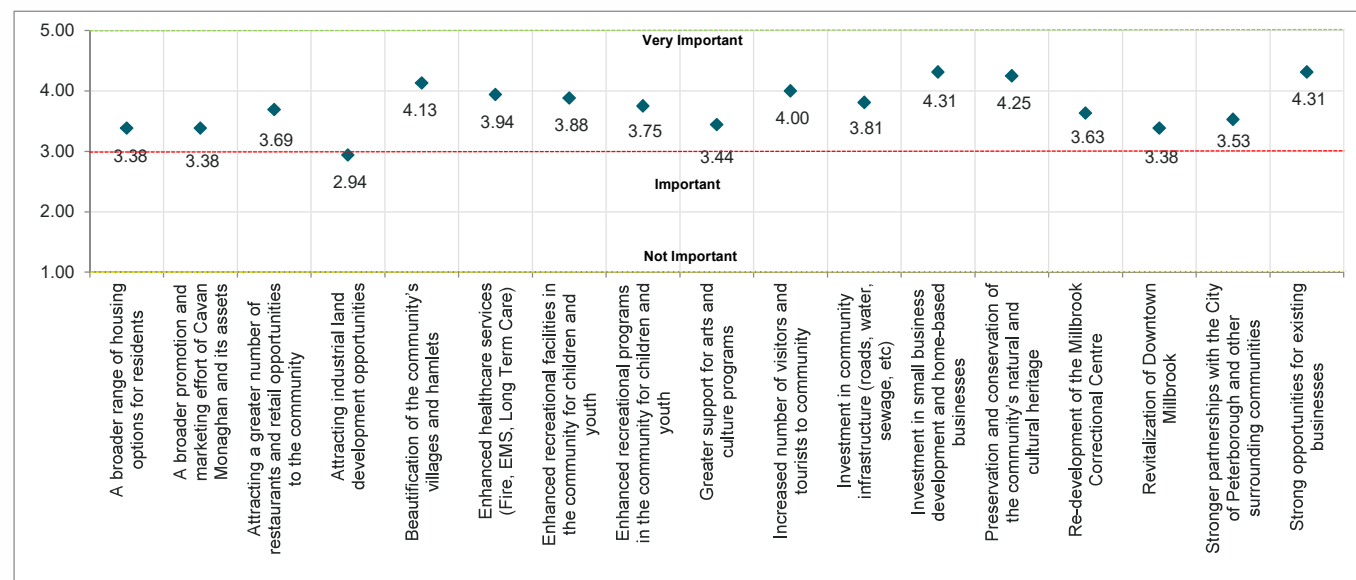 5.00
4.00
3.00
2.00
1.00
Very Important
Important
Not Important
3.38
3.38
3.69
2.94
4.13
3.94
3.88
3.75
3.44
4.00
3.81
4.31
4.25
3.63
3.38
3.53
4.31
A broader range of housing
options for residents
A broader promotion and
marketing effort of Cavan
Monaghan and its assets
Attracting a greater number of
restaurants and retail opportunities
to the community
Attracting industrial land
development opportunities
Beautification of the community's
villages and hamlets
Enhanced healthcare services
(Fire, EMS, Long Term Care)
Enhanced recreational facilities in
the community for children and
youth
Enhanced recreational programs
in the community for children and
youth
Greater support for arts and
culture programs
Increased number of visitors and
tourists to community
Investment in community
infrastructure (roads, water,
sewage, etc)
Investment in small business
development and home-based
businesses
Preservation and conservation of
the community's natural and
cultural heritage
Re-development of the Millbrook
Correctional Centre
Revitalization of Downtown
Millbrook
Stronger partnerships with the City
of Peterborough and other
surrounding communities
Strong opportunities for existing
businesses